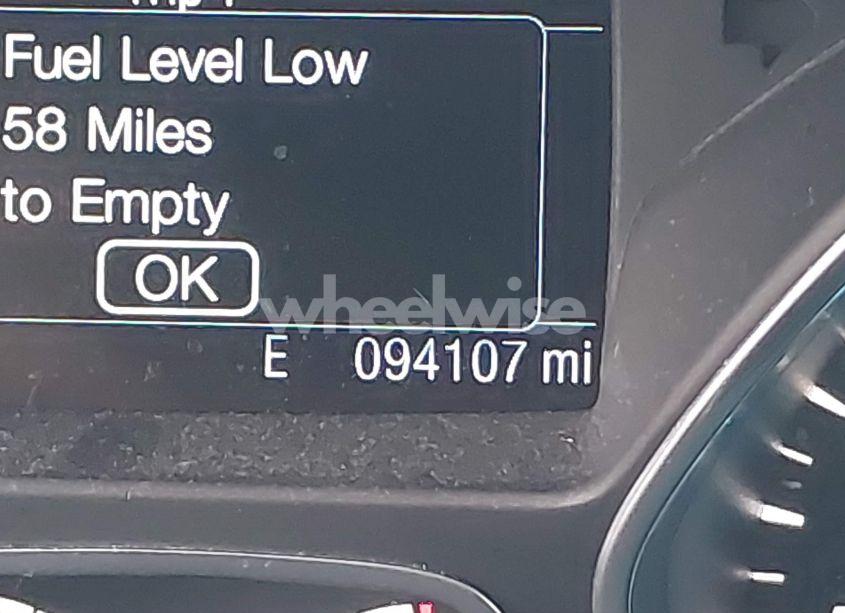 Fuel Level Low
58 Miles
to Empty
OK
wheelwise
E 094107 mi